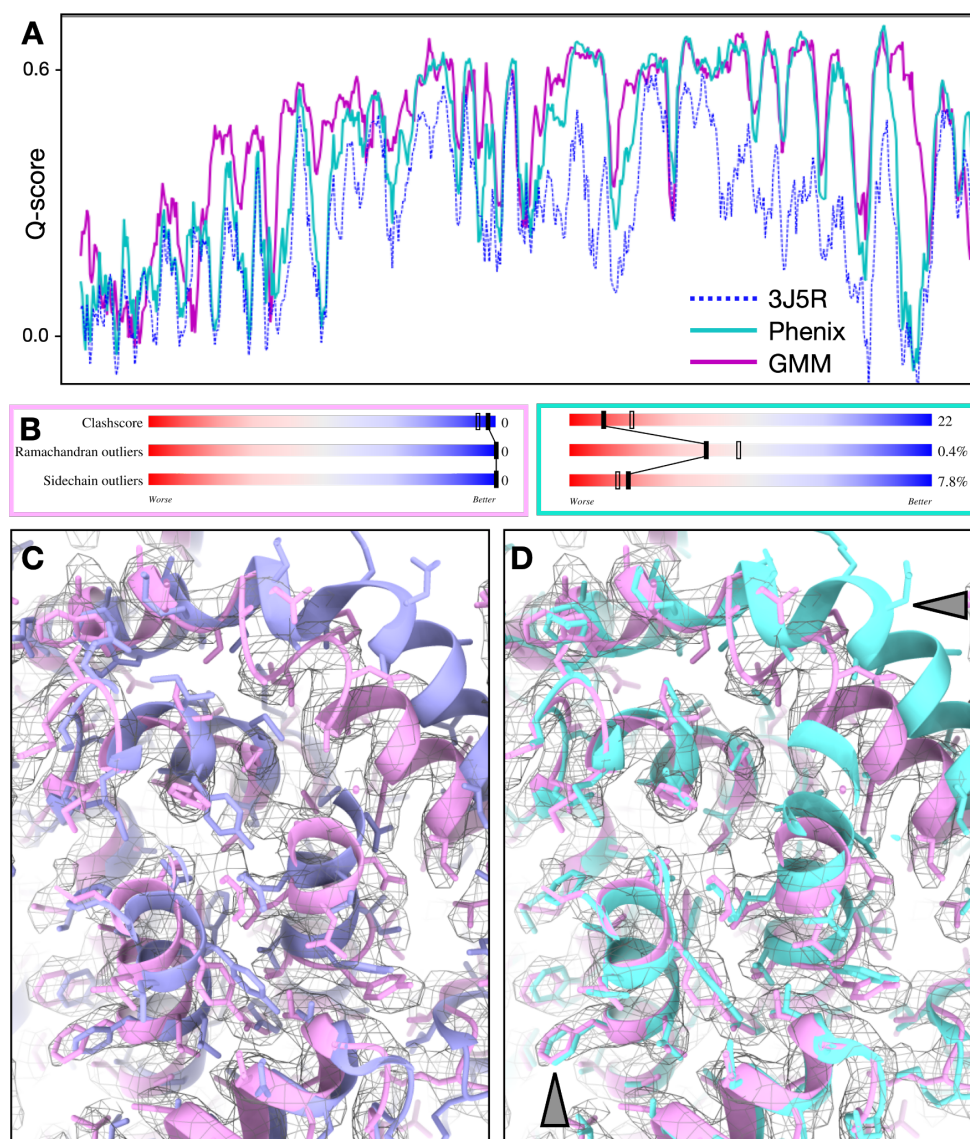 A
0.6
Q-score
0.0
3J5R
Phenix
GMM
B
Clashscore 0
Ramachandran outliers 0
Sidechain outliers 0
Worse Better
22
0.4%
7.8%
Worse Better
C
D